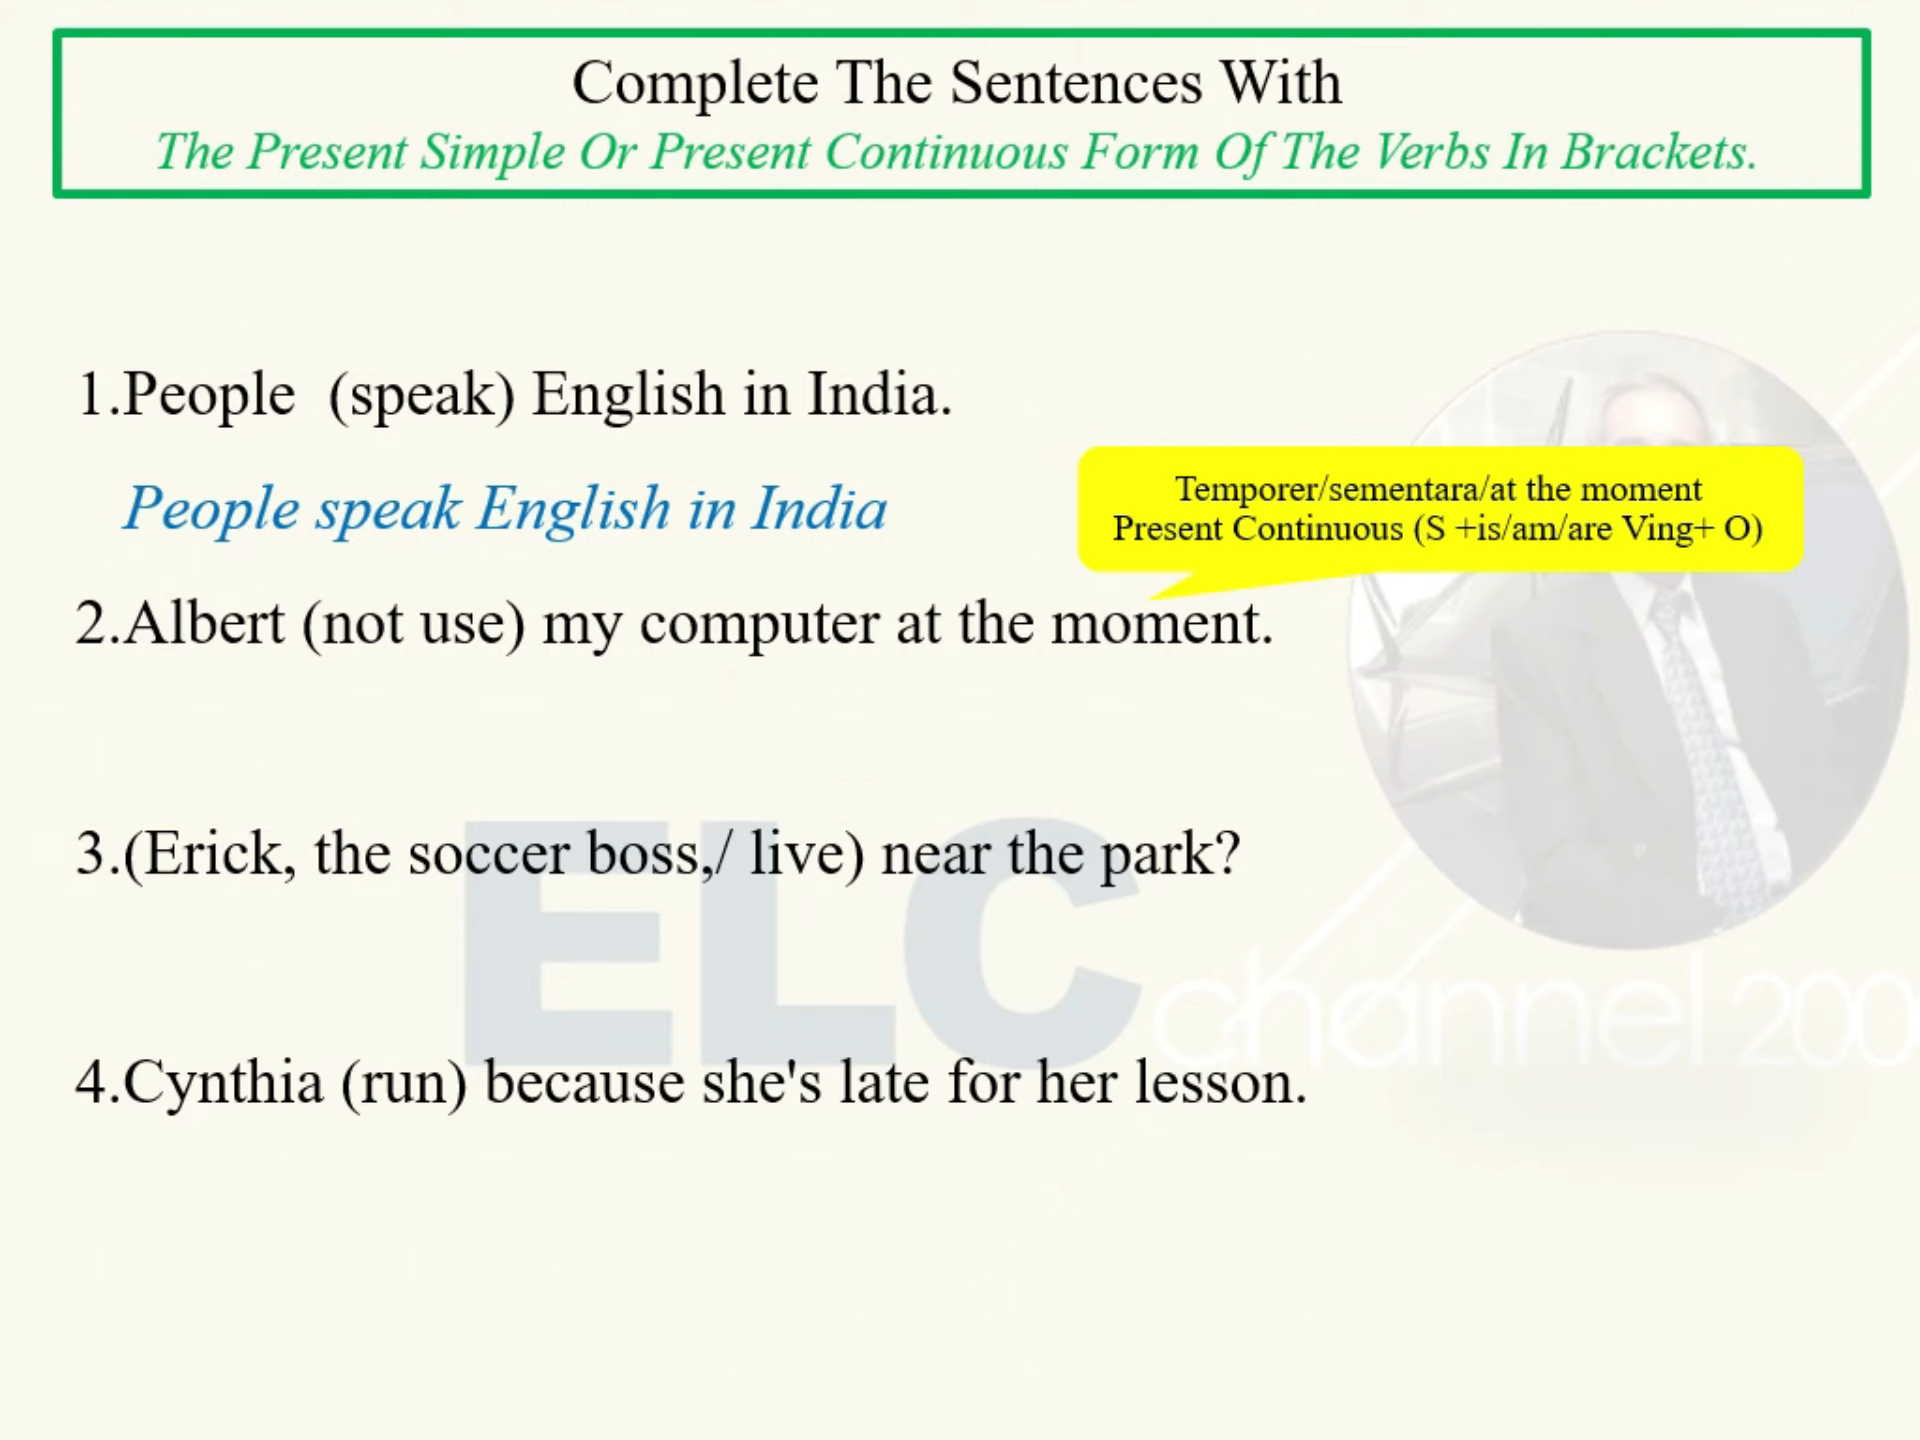 Complete The Sentences With
The Present Simple Or Present Continuous Form Of The Verbs In Brackets.
1.People  (speak) English in India.
People speak English in India
Temporer/sementara/at the moment
Present Continuous (S +is/am/are Ving+ O)
2.Albert (not use) my computer at the moment.
3.(Erick, the soccer boss,/ live) near the park?
ELC channel 200
4.Cynthia (run) because she's late for her lesson.